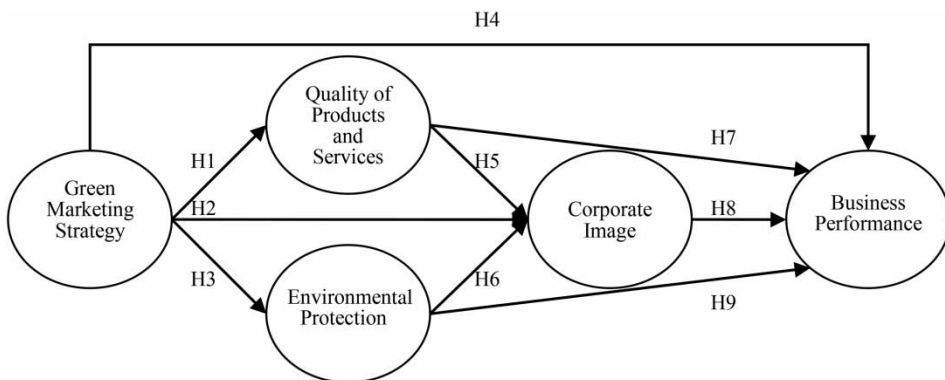 H4
Quality of
Products
and
Services
H7
H1
H5
Green
Marketing
Strategy
H2
Corporate
Image
H8
Business
Performance
H3
Environmental
Protection
H6
H9